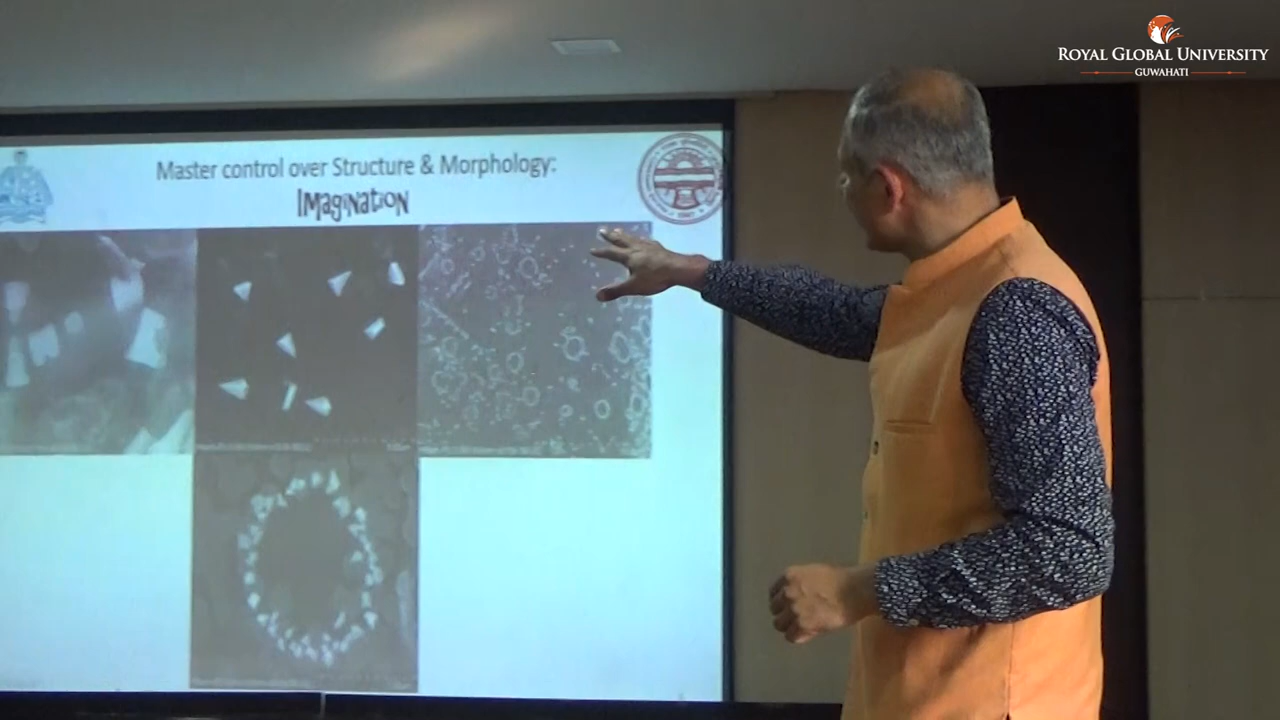 ROYAL GLOBAL UNIVERSITY
GUWAHATI
Master control over Structure & Morphology:
IMagiNatioN